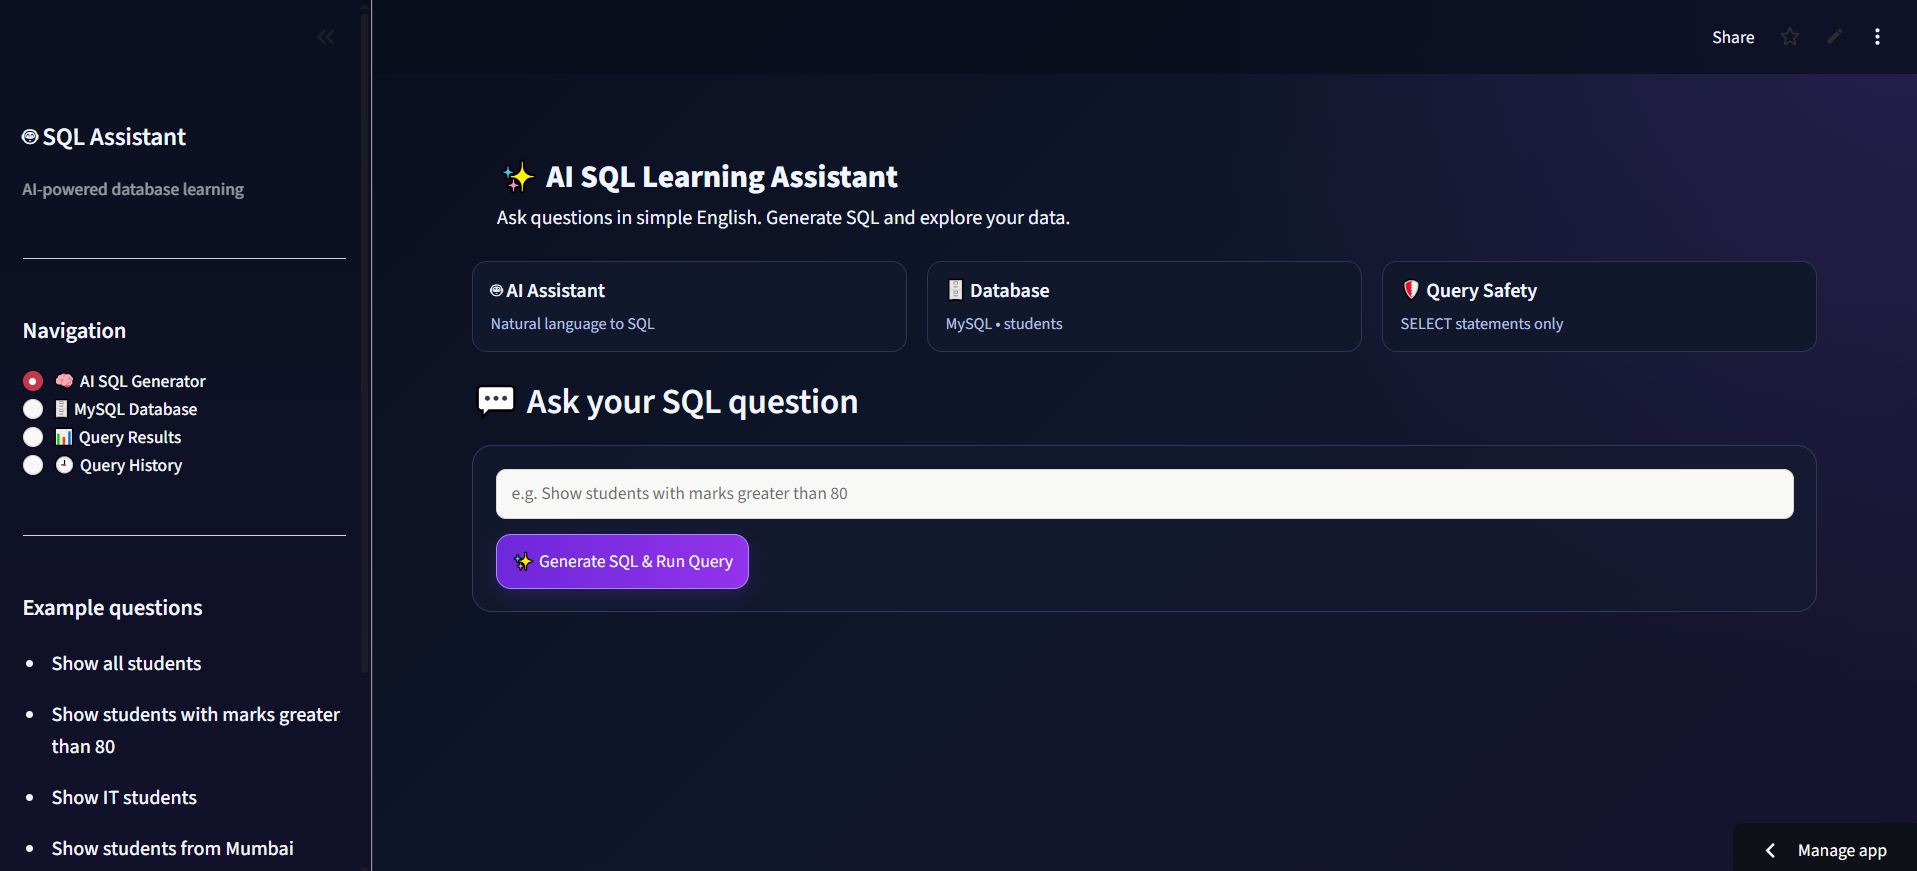 SQL Assistant
AI-powered database learning
Navigation
AI SQL Generator
MySQL Database
Query Results
Query History
Example questions
Show all students
Show students with marks greater
than 80
Show IT students
Show students from Mumbai
Share
AI SQL Learning Assistant
Ask questions in simple English. Generate SQL and explore your data.
AI Assistant
Natural language to SQL
Database
MySQL • students
Query Safety
SELECT statements only
Ask your SQL question
e.g. Show students with marks greater than 80
Generate SQL & Run Query
Manage app